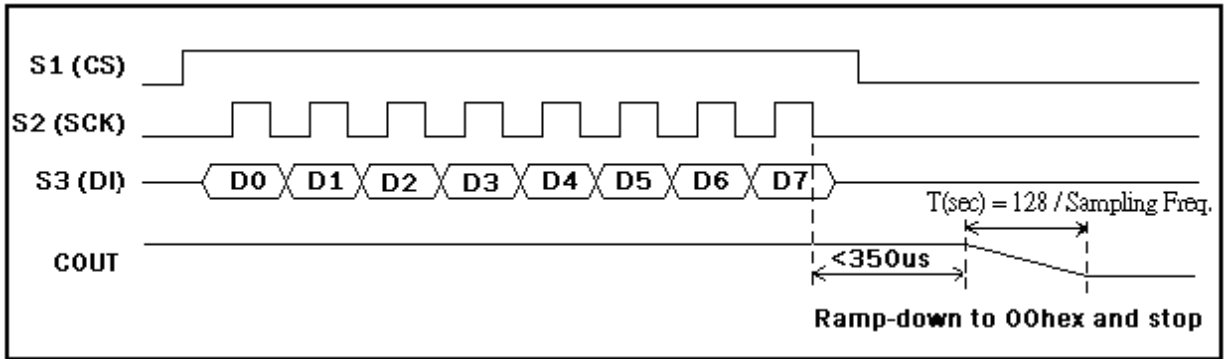 S1 (CS)
S2 (SCK)
S3 (DI)
D0 D1 D2 D3 D4 D5 D6 D7
T(sec) = 128 / Sampling Freq.
COUT
<350us
Ramp-down to 00hex and stop